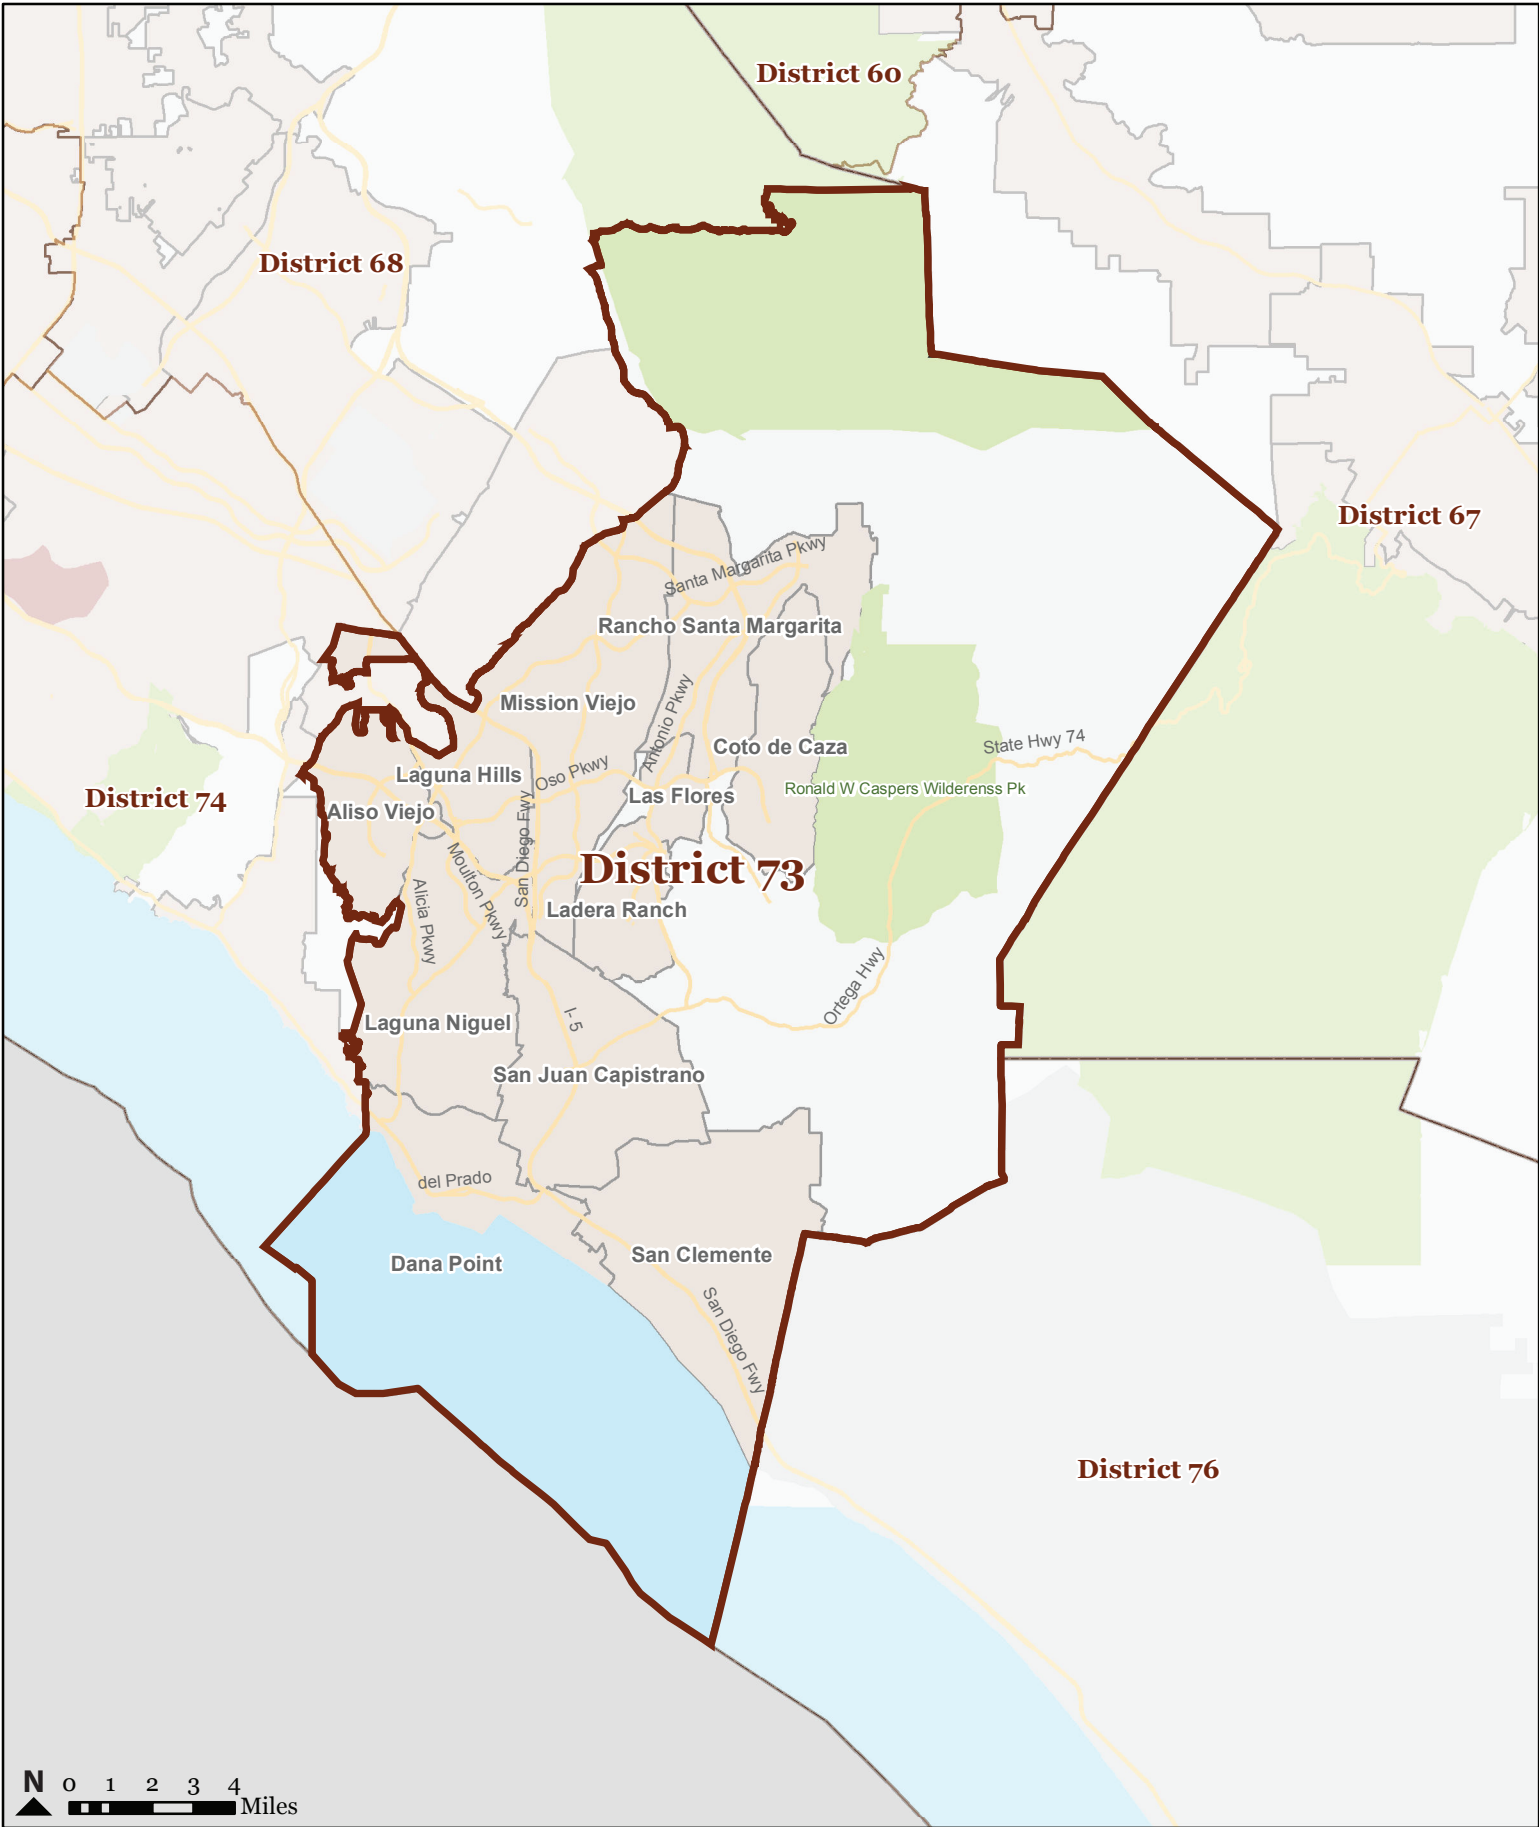 District 60
District 68
District 67
Santa Margarita Pkwy
Rancho Santa Margarita
Mission Viejo
Antonio Pkwy
Coto de Caza
State Hwy 74
Laguna Hills
Oso Pkwy
Las Flores
Ronald W Caspers Wilderenss Pk
District 74
Aliso Viejo
San Diego Fwy
Moulton Pkwy
District 73
Alicia Pkwy
Ladera Ranch
Ortega Hwy
Laguna Niguel
I- 5
San Juan Capistrano
del Prado
Dana Point
San Clemente
San Diego Fwy
District 76
N 0 1 2 3 4
Miles